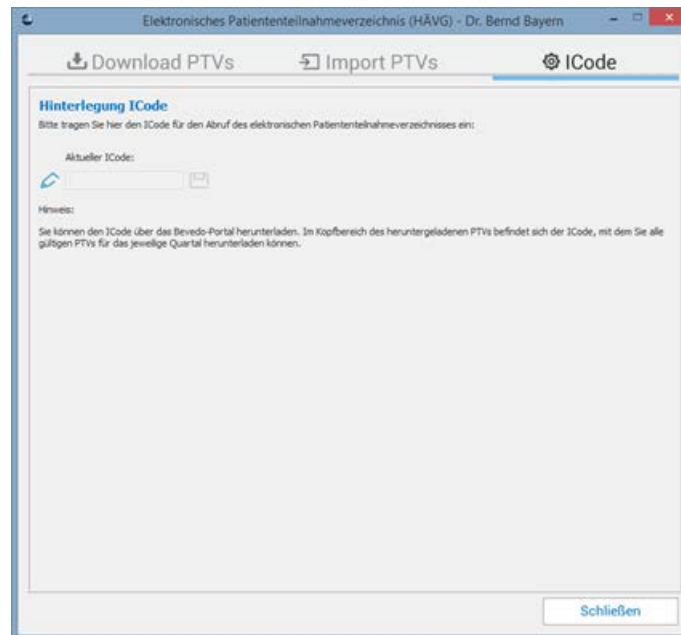 Elektronisches Patiententeilnahmeverzeichnis (HÄVG) - Dr. Bernd Bayern
Download PTVs
Import PTVs
ICode
Hinterlegung ICode
Bitte tragen Sie hier den ICode für den Abruf des elektronischen Patiententeilnahmeverzeichnisses ein:
Aktueller ICode:
Hinweis:
Sie können den ICode über das Bevedo-Portal herunterladen. Im Kopfbereich des heruntergeladenen PTVs befindet sich der ICode, mit dem Sie alle
gültigen PTVs für das jeweilige Quartal herunterladen können.
Schließen